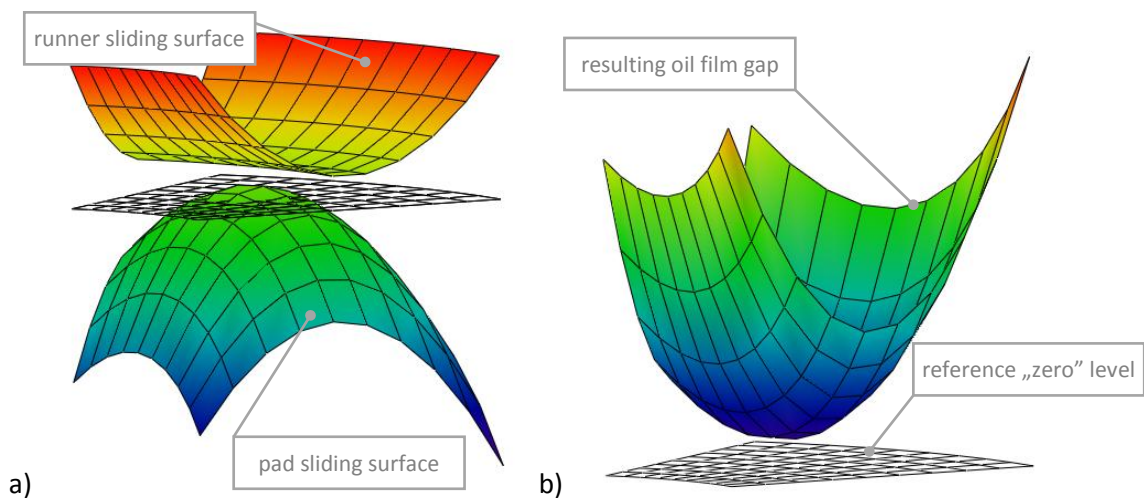 runner sliding surface
resulting oil film gap
reference „zero” level
pad sliding surface
a)
b)